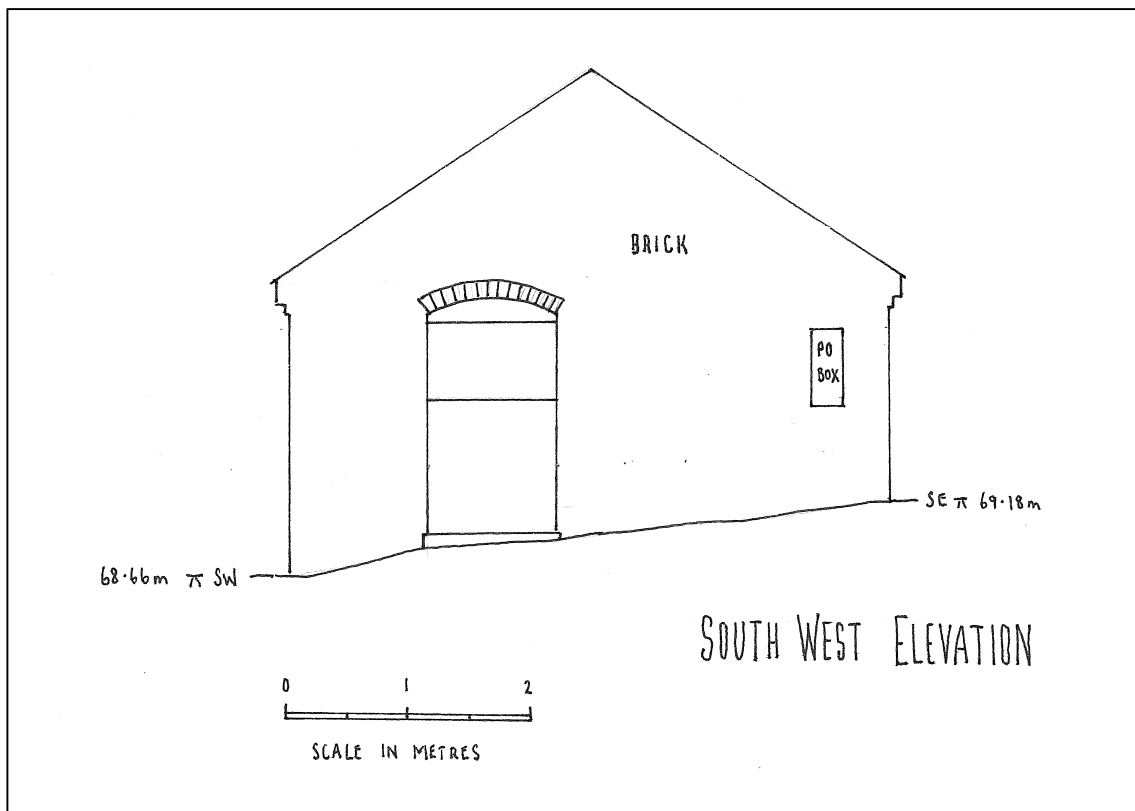 BRICK
PO
BOX
SE ⊼ 69·18m
68·66m ⊼ SW
SOUTH WEST ELEVATION
0 1 2
SCALE IN METRES